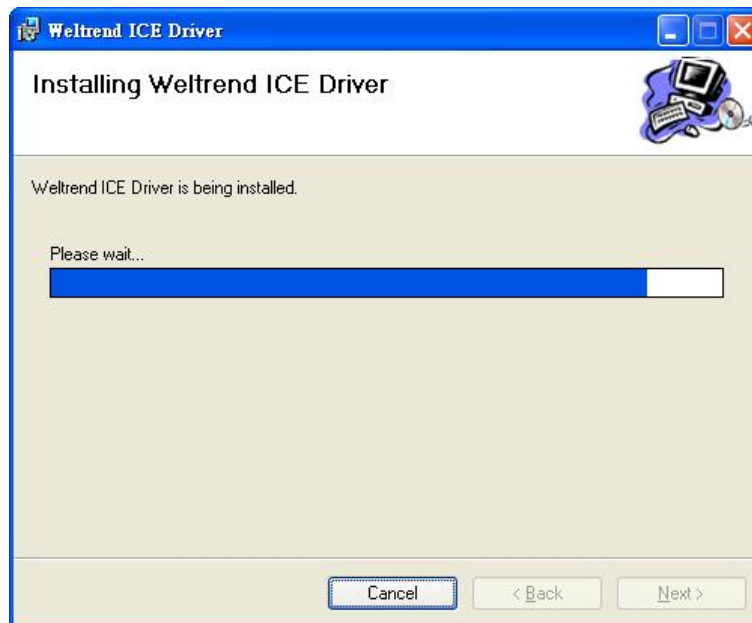 Weltrend ICE Driver
Installing Weltrend ICE Driver
Weltrend ICE Driver is being installed.
Please wait...
Cancel
< Back
Next >